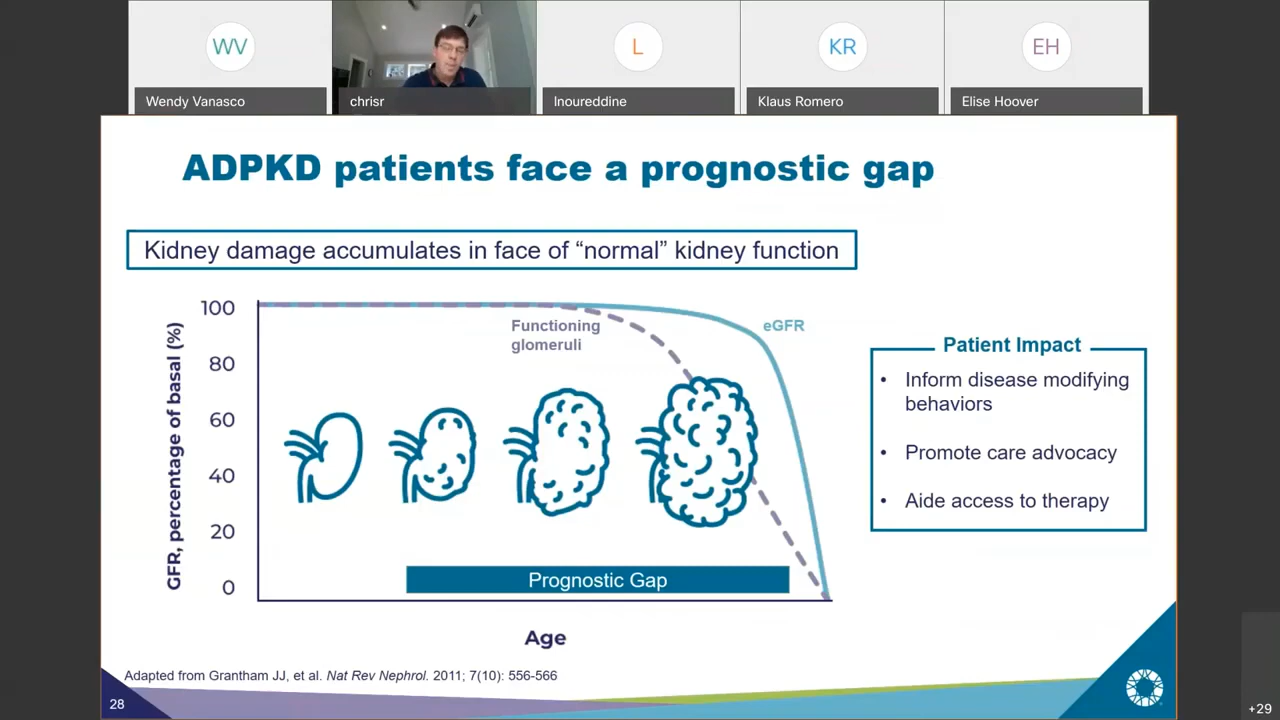 WV
L
KR
EH
Wendy Vanasco
chrisr
lnoureddine
Klaus Romero
Elise Hoover
ADPKD patients face a prognostic gap
Kidney damage accumulates in face of “normal” kidney function
GFR, percentage of basal (%)
100
80
60
40
20
0
Functioning
glomeruli
eGFR
Prognostic Gap
Age
Patient Impact
• Inform disease modifying
behaviors
• Promote care advocacy
• Aide access to therapy
Adapted from Grantham JJ, et al. Nat Rev Nephrol. 2011; 7(10): 556-566
28
+29